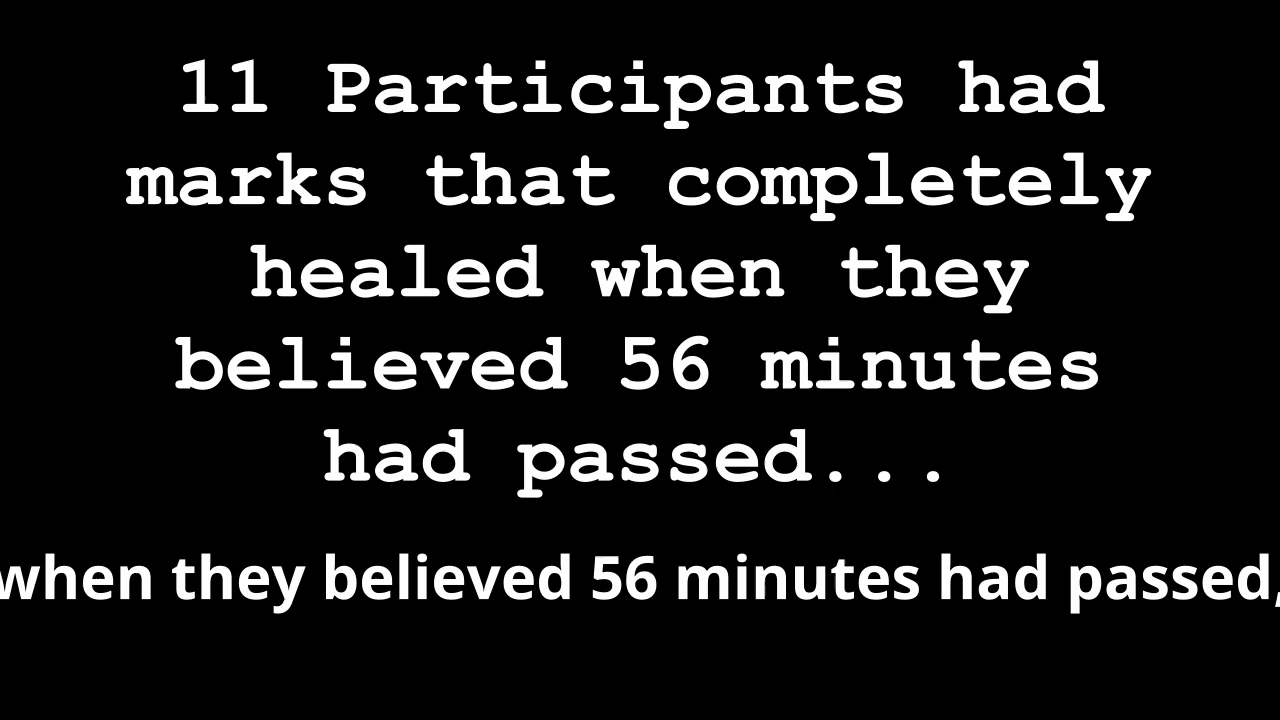 11 Participants had
marks that completely
healed when they
believed 56 minutes
had passed...
when they believed 56 minutes had passed,